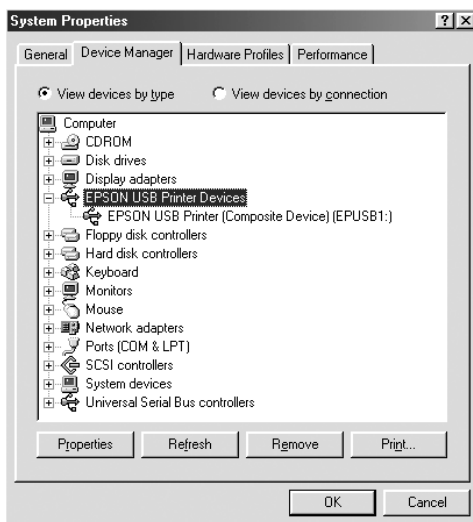 System Properties
General Device Manager Hardware Profiles Performance
View devices by type View devices by connection
Computer
CDROM
Disk drives
Display adapters
EPSON USB Printer Devices
EPSON USB Printer (Composite Device) (EPUSB1:)
Floppy disk controllers
Hard disk controllers
Keyboard
Monitors
Mouse
Network adapters
Ports (COM & LPT)
SCSI controllers
System devices
Universal Serial Bus controllers
Properties Refresh Remove Print...
OK Cancel